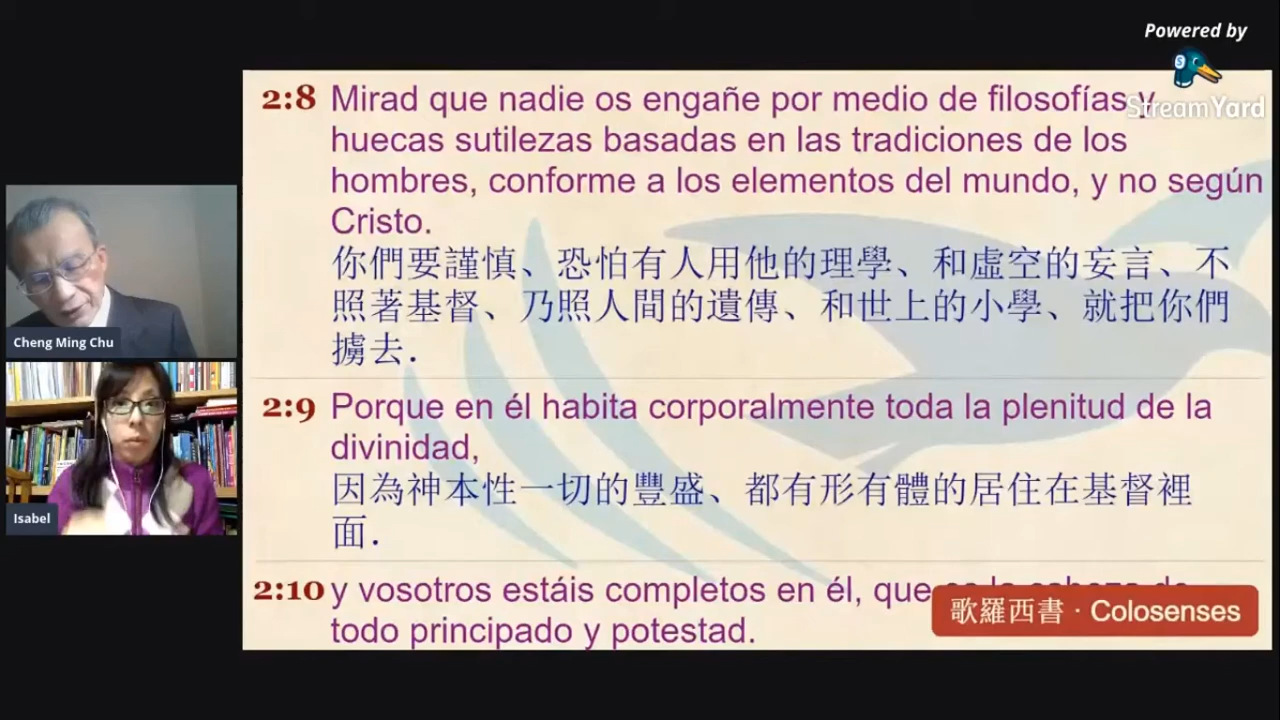 Powered by
StreamYard
2:8 Mirad que nadie os engañe por medio de filosofías y
huecas sutilezas basadas en las tradiciones de los
hombres, conforme a los elementos del mundo, y no según
Cristo.
你們要謹慎、恐怕有人用他的理學、和虛空的妄言、不
照著基督、乃照人間的遺傳、和世上的小學、就把你們
擄去.
2:9 Porque en él habita corporalmente toda la plenitud de la
divinidad,
因為神本性一切的豐盛、都有形有體的居住在基督裡
面.
2:10 y vosotros estáis completos en él, que
todo principado y potestad.
歌羅西書 · Colosenses
Cheng Ming Chu
Isabel